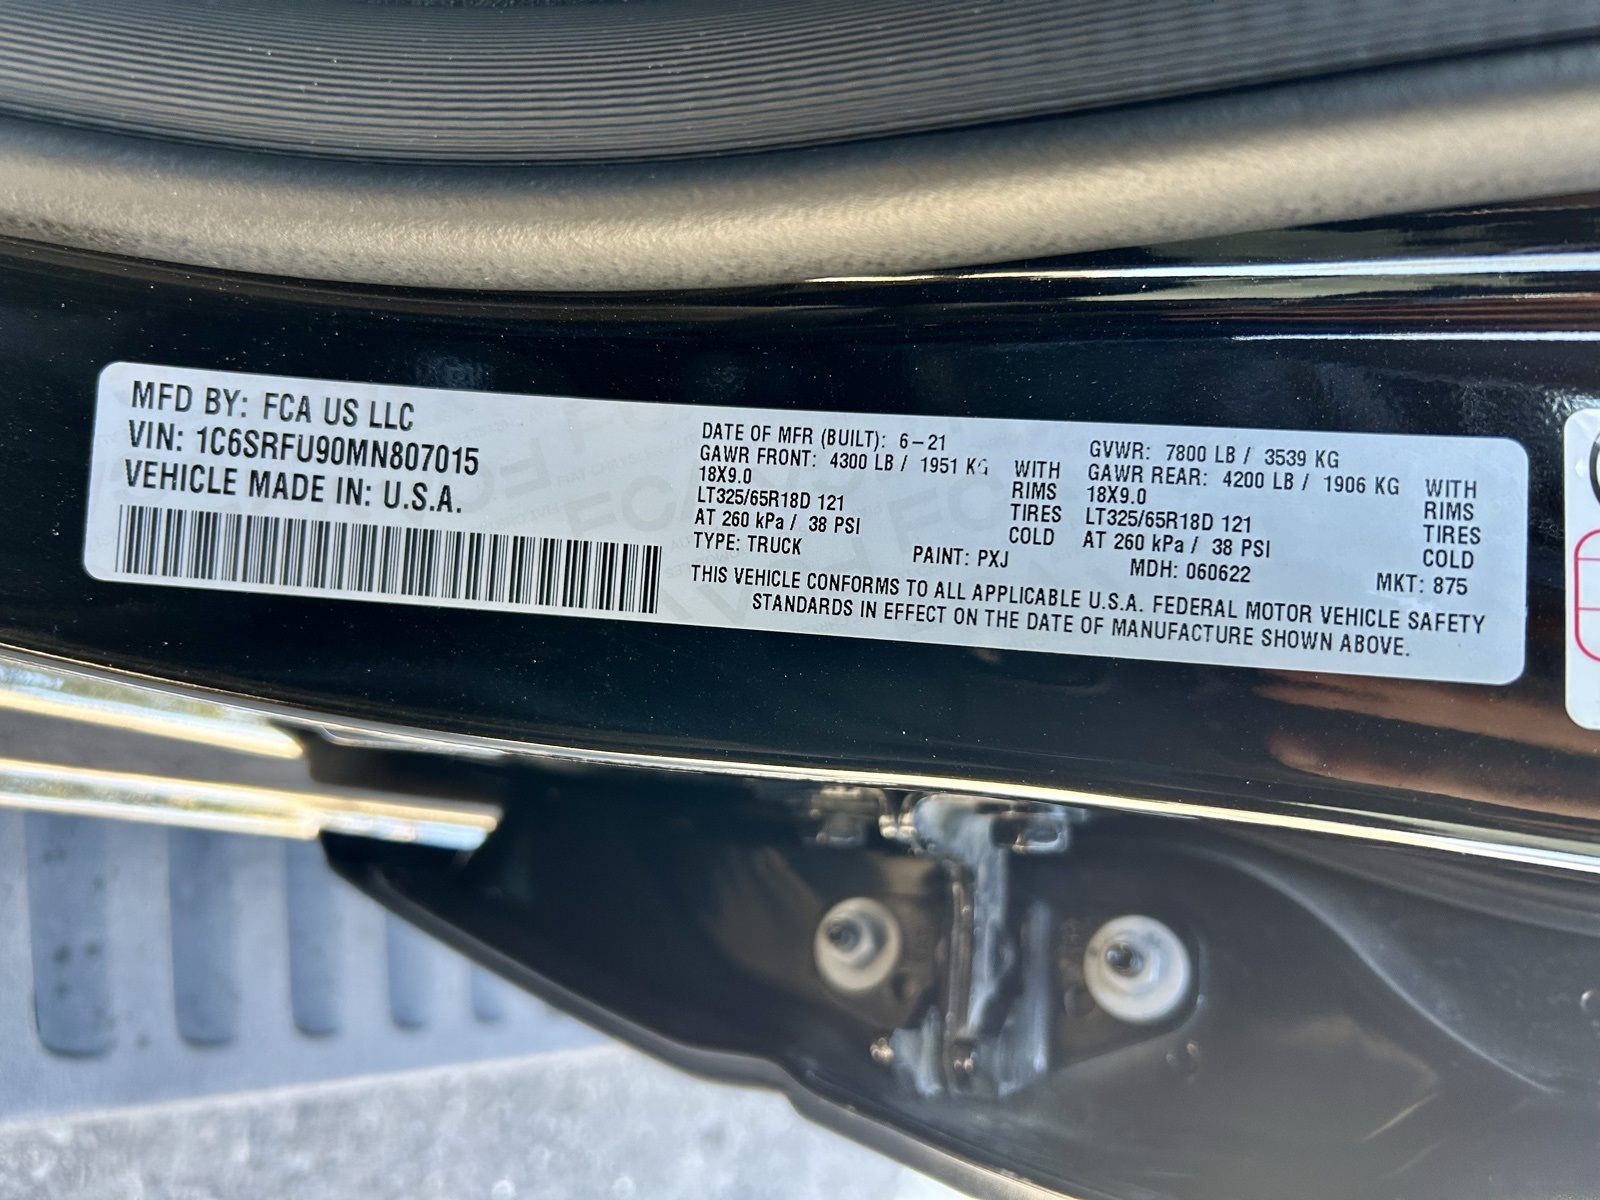 MFD BY: FCA US LLC
VIN: 1C6SRFU90MN807015
VEHICLE MADE IN: U.S.A.
DATE OF MFR (BUILT): 6-21
GAWR FRONT: 4300 LB / 1951 KG WITH
18X9.0 RIMS
LT325/65R18D 121 TIRES
AT 260 kPa / 38 PSI COLD
GVWR: 7800 LB / 3539 KG
GAWR REAR: 4200 LB / 1906 KG WITH
18X9.0 RIMS
LT325/65R18D 121 TIRES
AT 260 kPa / 38 PSI COLD
TYPE: TRUCK PAINT: PXJ MDH: 060622 MKT: 875
THIS VEHICLE CONFORMS TO ALL APPLICABLE U.S.A. FEDERAL MOTOR VEHICLE SAFETY
STANDARDS IN EFFECT ON THE DATE OF MANUFACTURE SHOWN ABOVE.